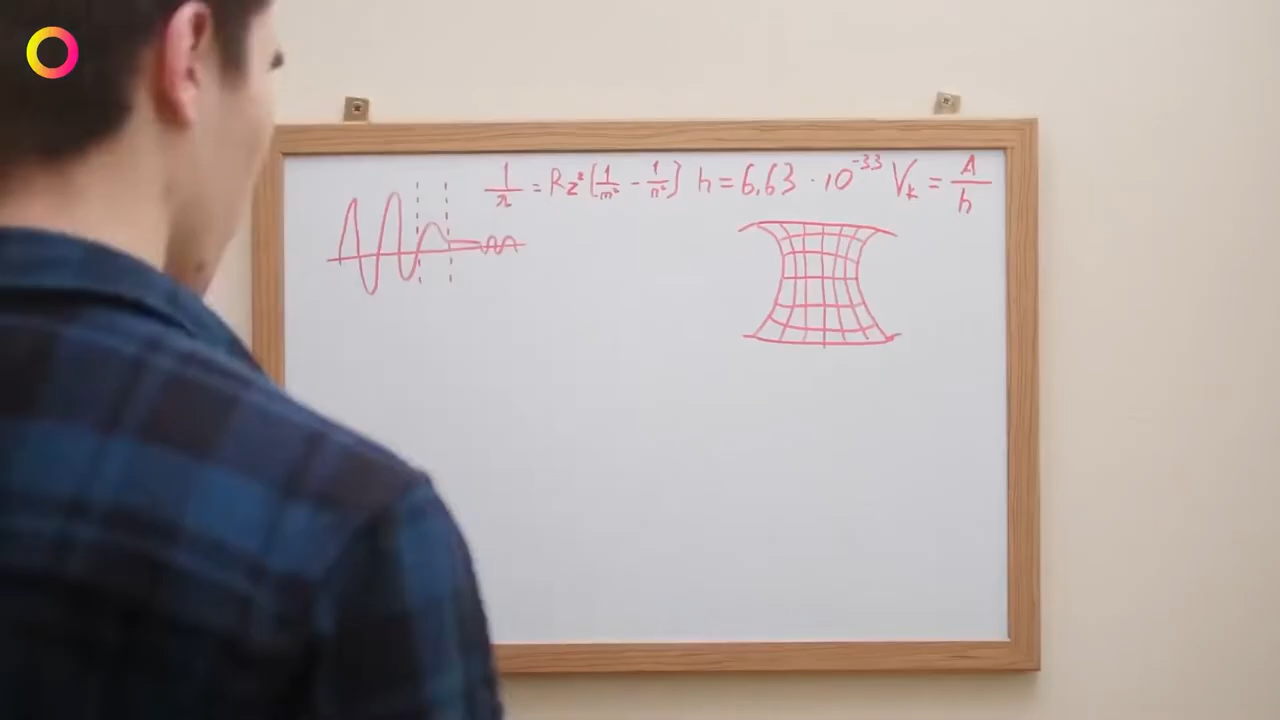 1/λ = Rz²(1/m² - 1/n²) h = 6,63 · 10⁻³³ Vₖ = A/h